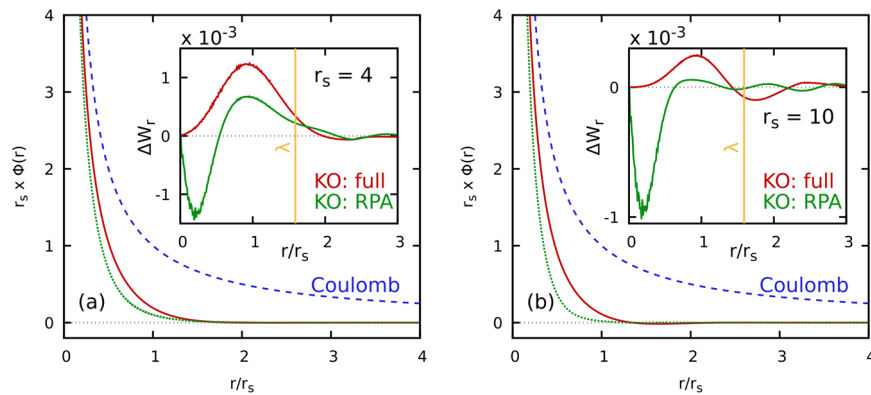 4
3
2
1
0
r_s x Φ(r)
x 10^-3
1
0
-1
ΔW_r
r_s = 4
λ
KO: full
KO: RPA
0 1 2 3
r/r_s
Coulomb
(a)
0 1 2 3 4
r/r_s
4
3
2
1
0
r_s x Φ(r)
x 10^-3
0
-1
ΔW_r
r_s = 10
λ
KO: full
KO: RPA
0 1 2 3
r/r_s
Coulomb
(b)
0 1 2 3 4
r/r_s